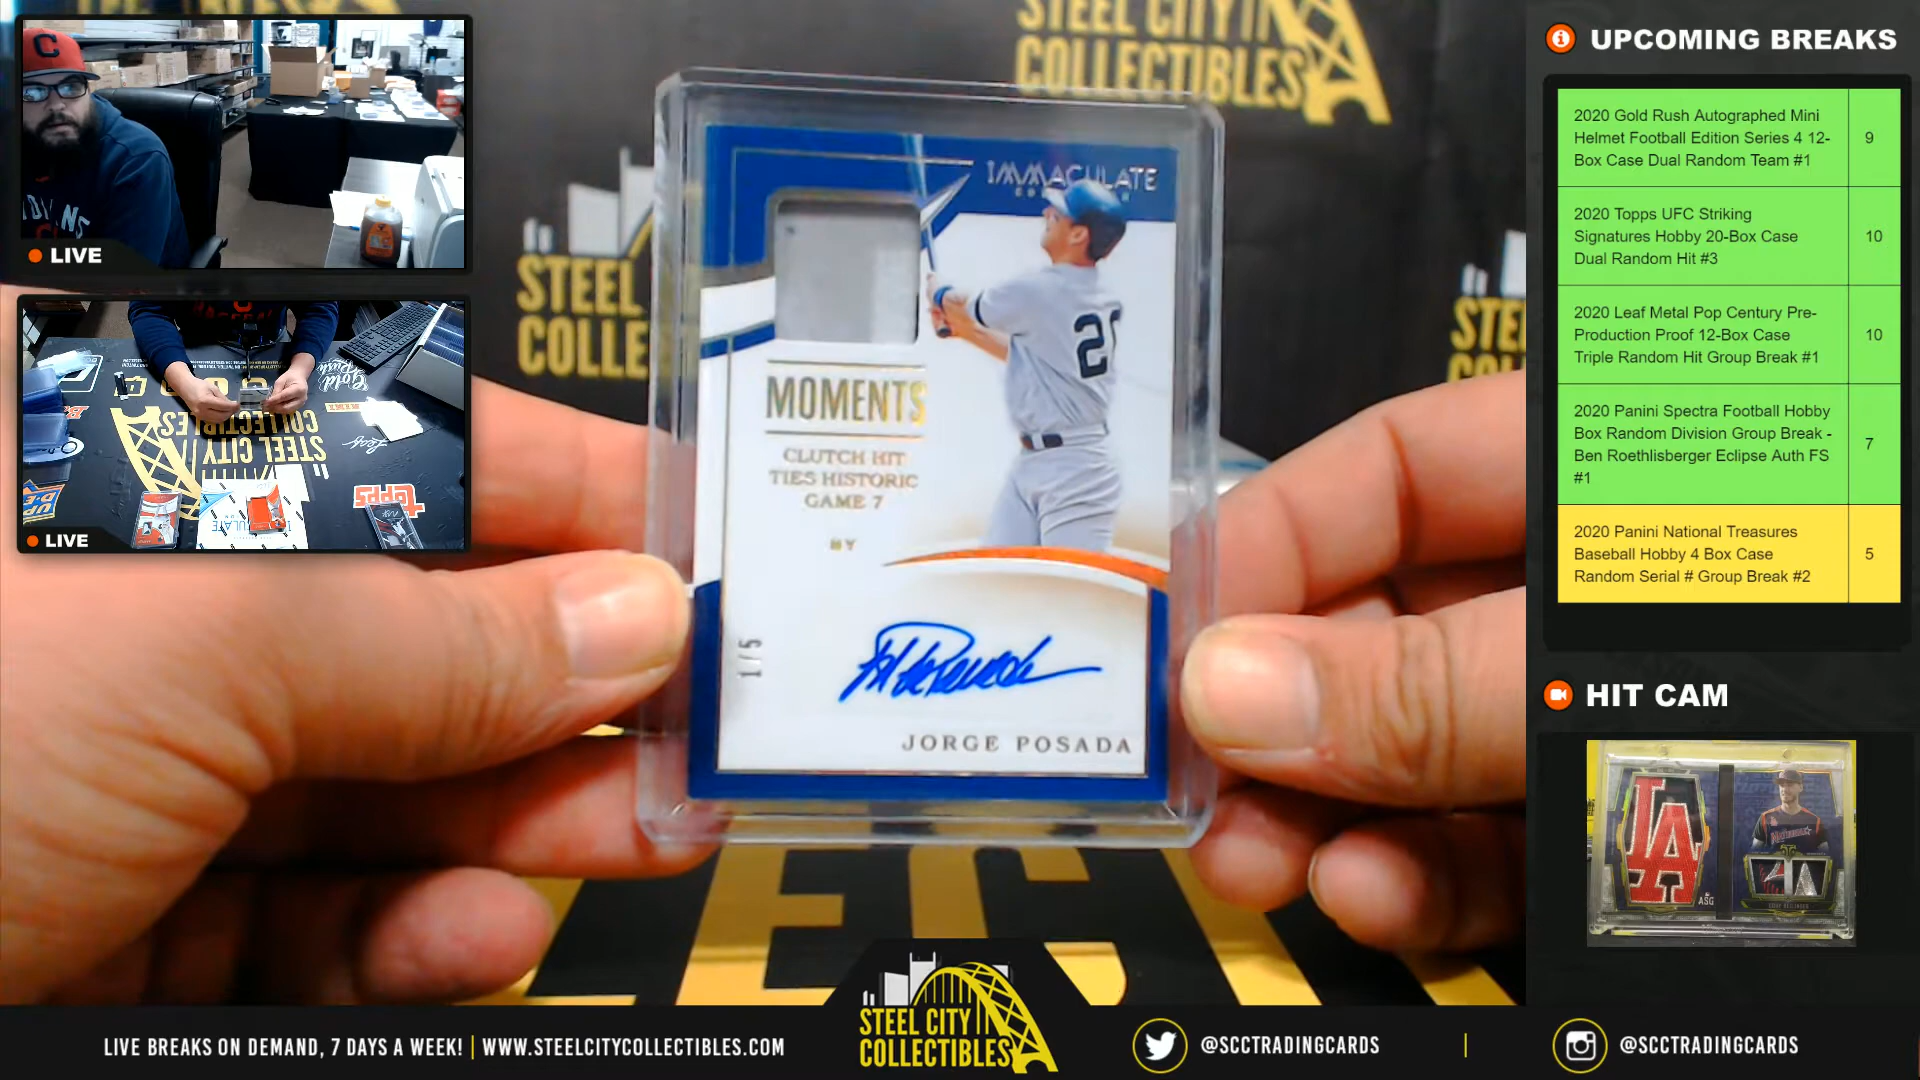 STEEL CITY
COLLECTIBLES
STEEL
COLLE
STE
C
LIVE
topps
STEEL CITY
COLLECTIBLES
LIVE
IMMACULATE
MOMENTS
CLUTCH HIT
TIES HISTORIC
GAME 7
BY
1/5
JORGE POSADA
UPCOMING BREAKS
2020 Gold Rush Autographed Mini
Helmet Football Edition Series 4 12-
Box Case Dual Random Team #1
9
2020 Topps UFC Striking
Signatures Hobby 20-Box Case
Dual Random Hit #3
10
2020 Leaf Metal Pop Century Pre-
Production Proof 12-Box Case
Triple Random Hit Group Break #1
10
2020 Panini Spectra Football Hobby
Box Random Division Group Break -
Ben Roethlisberger Eclipse Auth FS
#1
7
2020 Panini National Treasures
Baseball Hobby 4 Box Case
Random Serial # Group Break #2
5
HIT CAM
LA
ASG
LIVE BREAKS ON DEMAND, 7 DAYS A WEEK! | WWW.STEELCITYCOLLECTIBLES.COM
STEEL CITY
COLLECTIBLES
@SCCTRADINGCARDS
@SCCTRADINGCARDS